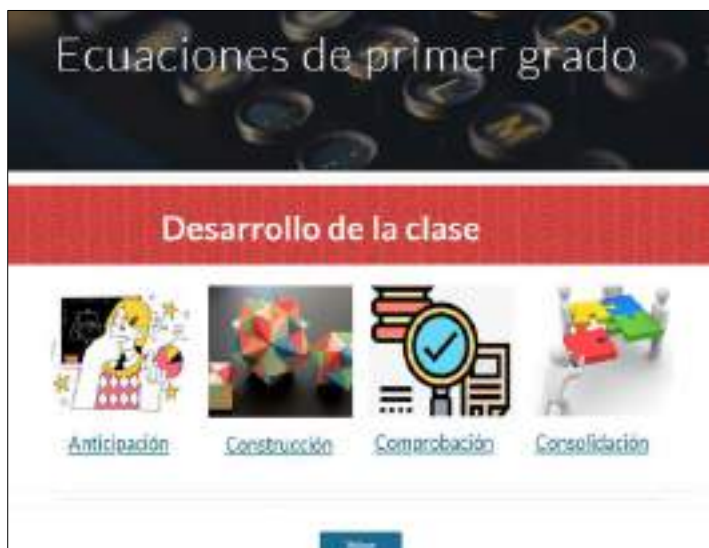 Ecuaciones de primer grado
Desarrollo de la clase
Anticipación
Construcción
Comprobación
Consolidación